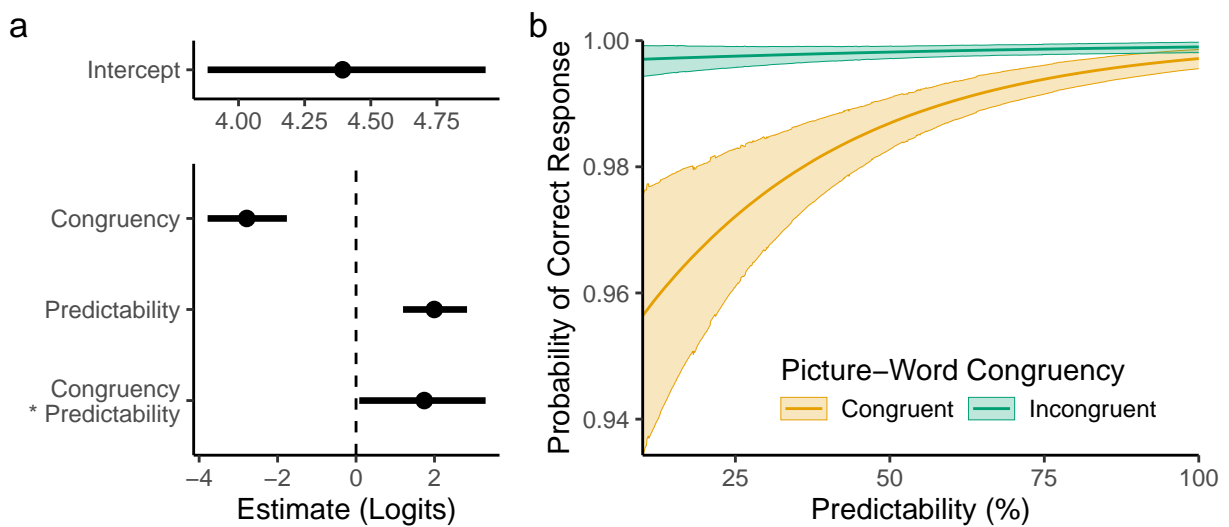 a
Intercept
4.00 4.25 4.50 4.75
Congruency
Predictability
Congruency
* Predictability
−4 −2 0 2
Estimate (Logits)
b
Probability of Correct Response
1.00
0.98
0.96
0.94
Picture−Word Congruency
Congruent Incongruent
25 50 75 100
Predictability (%)